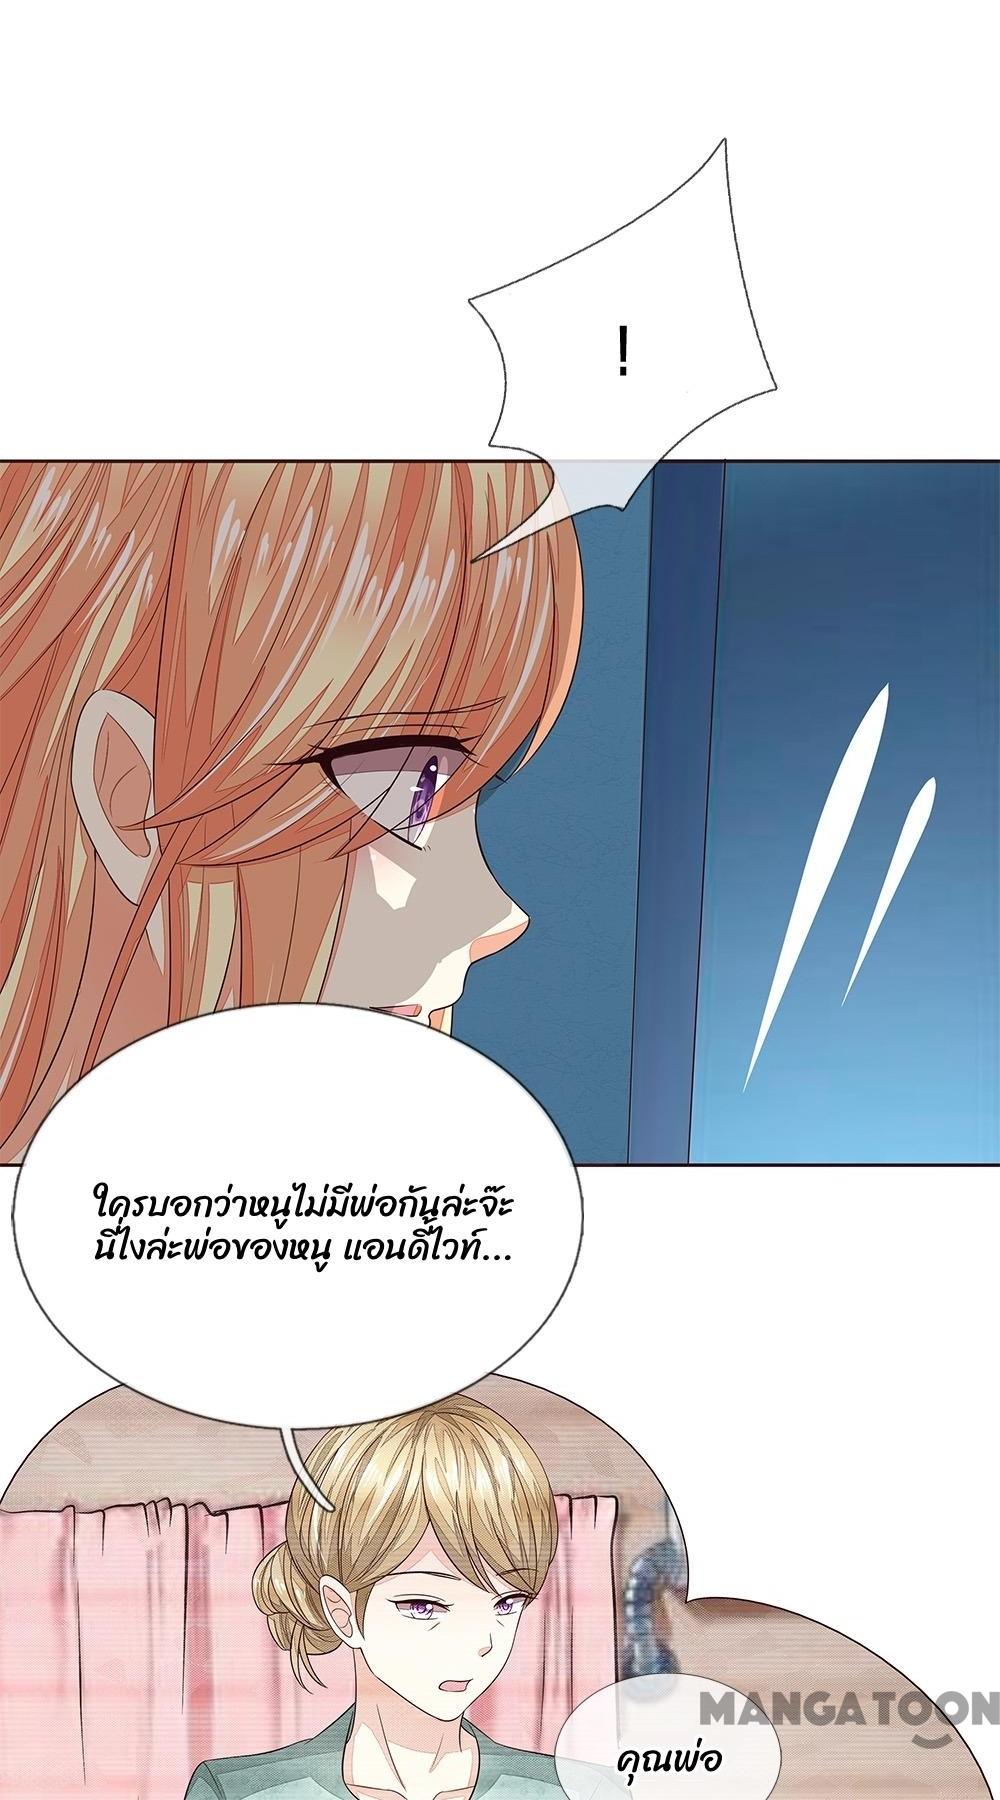 !
ใครบอกว่าหนูไม่มีพ่อกันล่ะจ๊ะ
นี่ไงล่ะพ่อของหนู แอนดี้ไวท์...
MANGATOON
คุณพ่อ